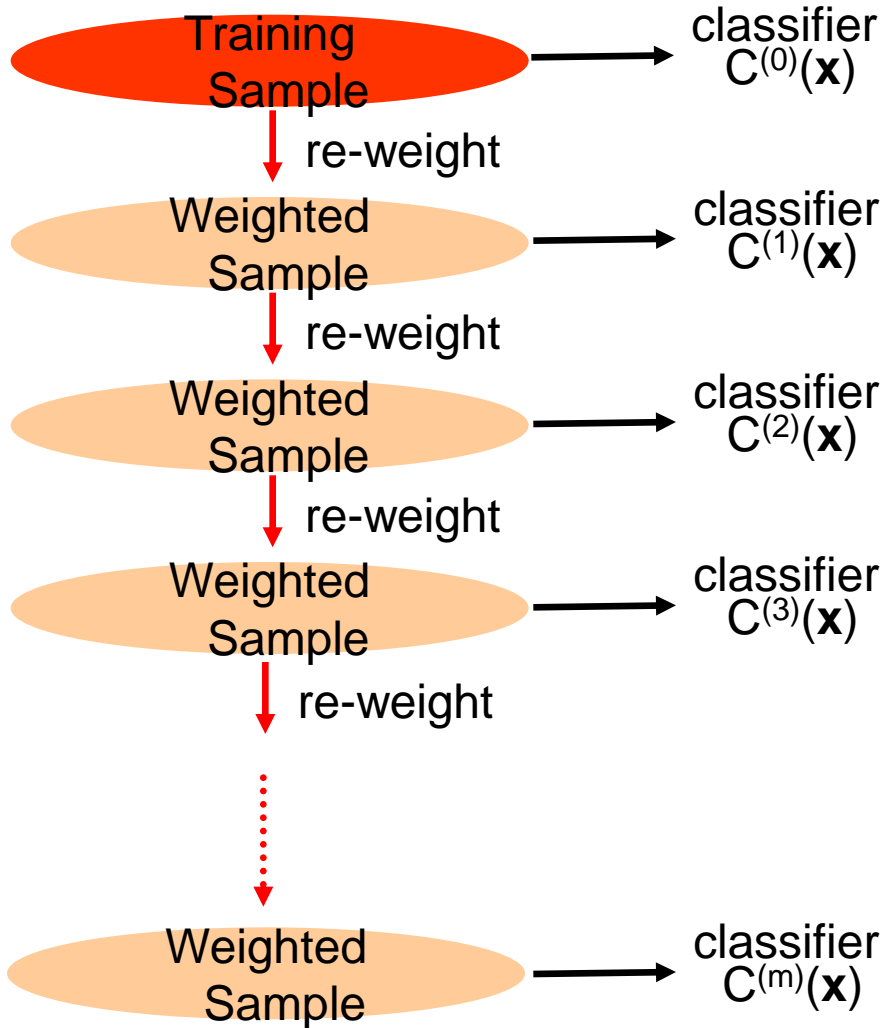 Training
Sample
classifier
C⁽⁰⁾(x)
re-weight
Weighted
Sample
classifier
C⁽¹⁾(x)
re-weight
Weighted
Sample
classifier
C⁽²⁾(x)
re-weight
Weighted
Sample
classifier
C⁽³⁾(x)
re-weight
Weighted
Sample
classifier
C⁽ᵐ⁾(x)